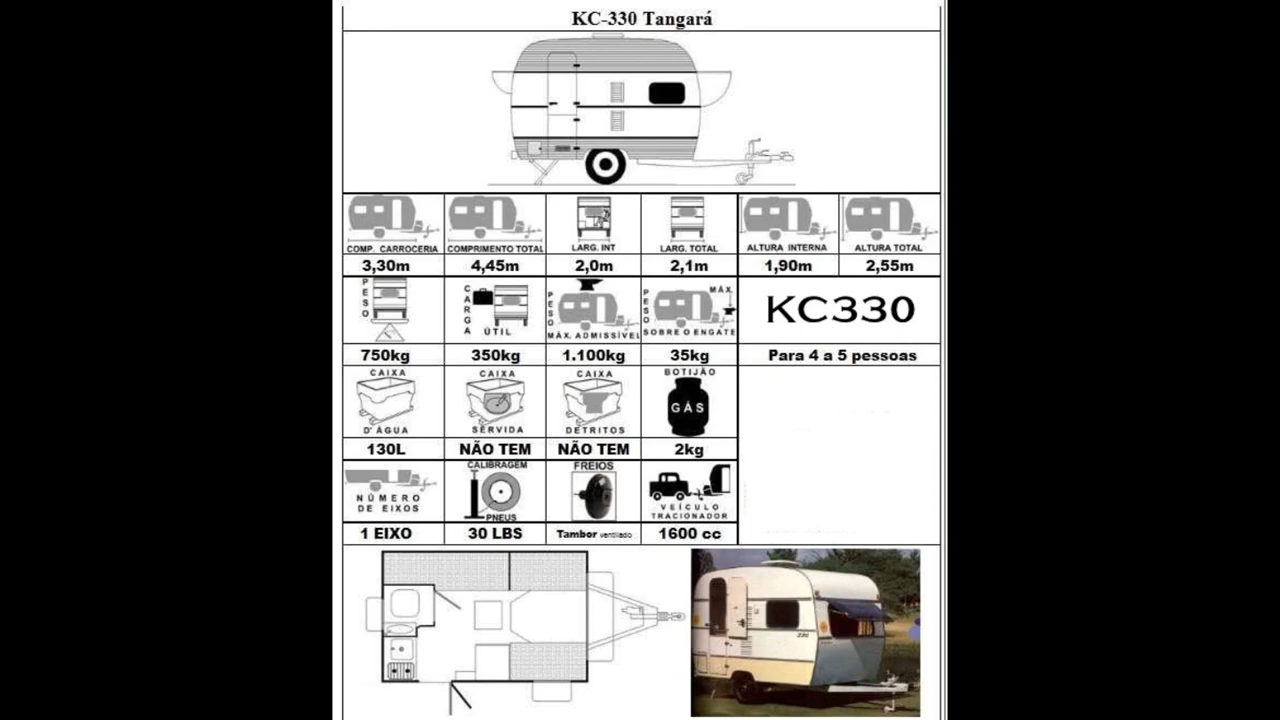 KC-330 Tangará
COMP. CARROCERIA
COMPRIMENTO TOTAL
LARG. INT
LARG. TOTAL
ALTURA INTERNA
ALTURA TOTAL
3,30m
4,45m
2,0m
2,1m
1,90m
2,55m
PESO
CARGA ÚTIL
PESO MÁX. ADMISSÍVEL
PESO MÁX. SOBRE O ENGATE
KC330
750kg
350kg
1.100kg
35kg
Para 4 a 5 pessoas
CAIXA D'ÁGUA
CAIXA SERVIDA
CAIXA DETRITOS
BOTIJÃO GÁS
130L
NÃO TEM
NÃO TEM
2kg
NÚMERO DE EIXOS
CALIBRAGEM PNEUS
FREIOS
VEÍCULO TRACIONADOR
1 EIXO
30 LBS
Tambor ventilado
1600 cc
330